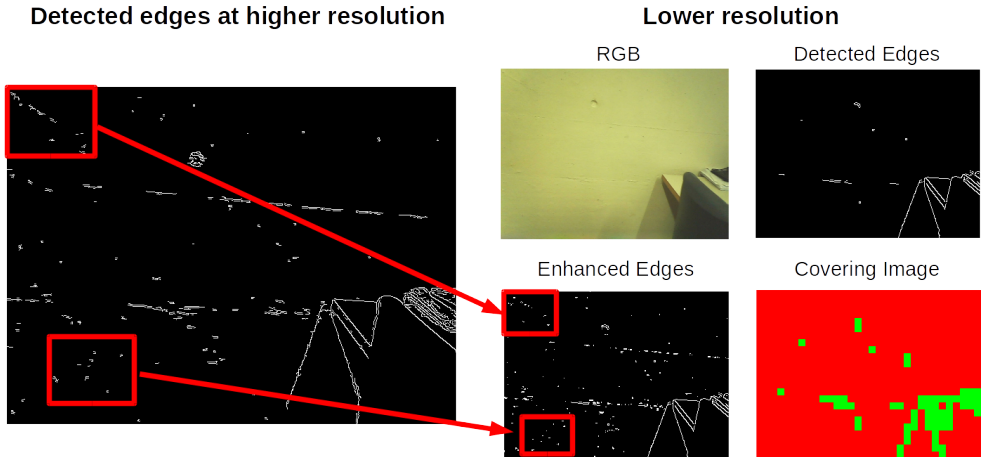 Detected edges at higher resolution
Lower resolution
RGB
Detected Edges
Enhanced Edges
Covering Image